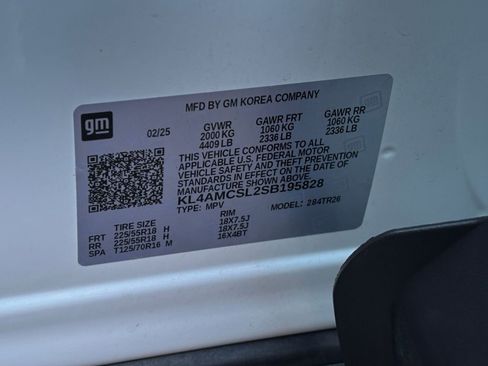 MFD BY GM KOREA COMPANY
gm
02/25 GVWR GAWR FRT GAWR RR
2000 KG 1060 KG 1060 KG
4409 LB 2336 LB 2336 LB
THIS VEHICLE CONFORMS TO ALL
APPLICABLE U.S. FEDERAL MOTOR
VEHICLE SAFETY AND THEFT PREVENTION
STANDARDS IN EFFECT ON THE DATE OF
MANUFACTURE SHOWN ABOVE.
KL4AMCSL2SB195828
TYPE: MPV MODEL: 284TR26
TIRE SIZE RIM
FRT 225/55R18 H 18X7.5J
RR 225/55R18 H 18X7.5J
SPA T125/70R16 M 16X4BT